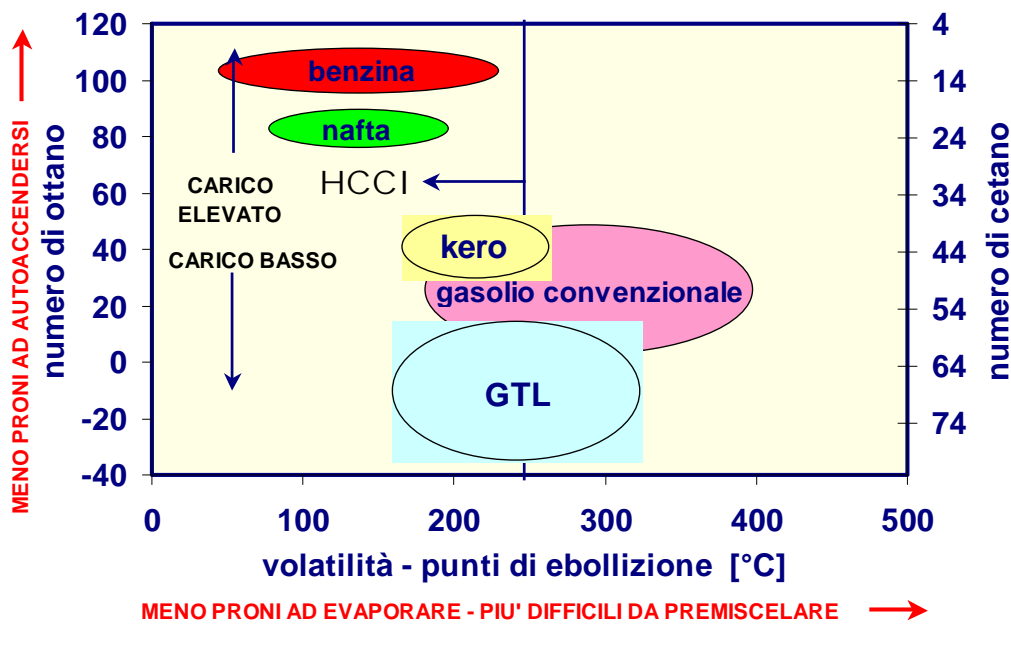 120
100
80
60
40
20
0
-20
-40
4
14
24
34
44
54
64
74
MENO PRONI AD AUTOACCENDERSI
numero di ottano
numero di cetano
benzina
nafta
HCCI
CARICO
ELEVATO
CARICO BASSO
kero
gasolio convenzionale
GTL
0 100 200 300 400 500
volatilità - punti di ebollizione [°C]
MENO PRONI AD EVAPORARE - PIU' DIFFICILI DA PREMISCELARE